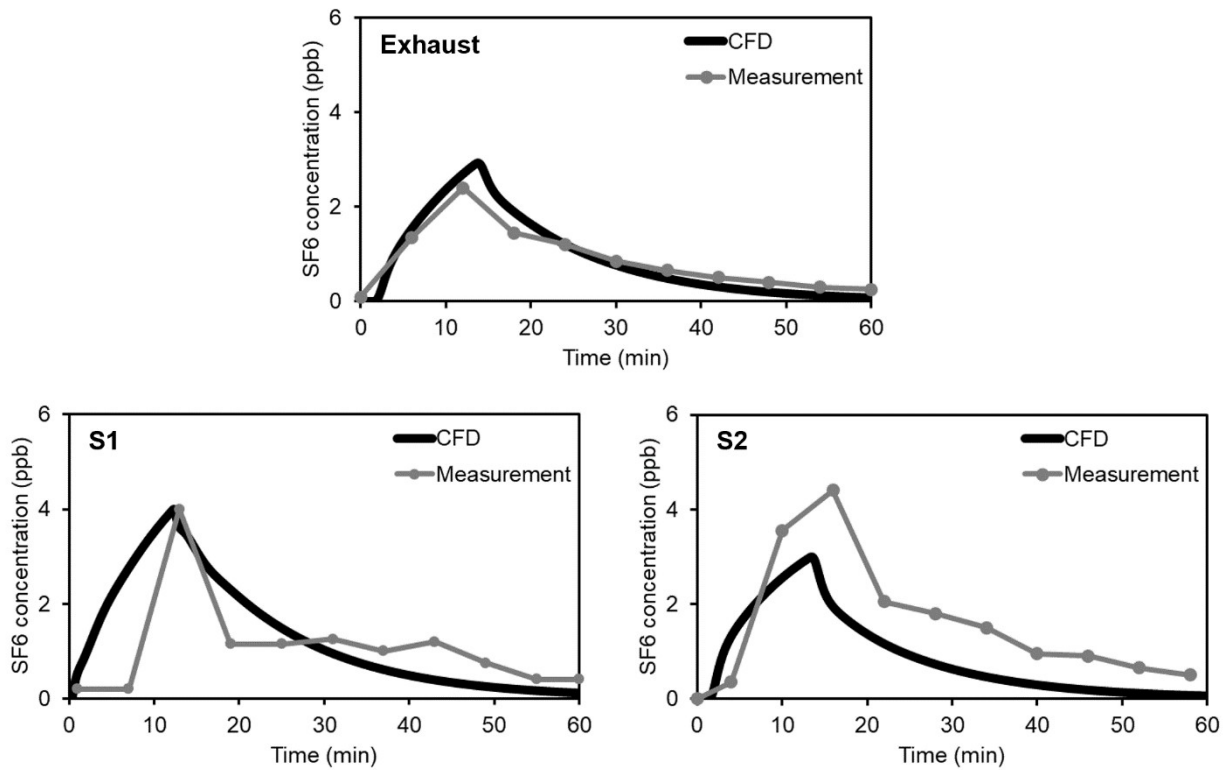 Exhaust
CFD
Measurement
SF6 concentration (ppb)
6
4
2
0
0 10 20 30 40 50 60
Time (min)
S1
CFD
Measurement
SF6 concentration (ppb)
6
4
2
0
0 10 20 30 40 50 60
Time (min)
S2
CFD
Measurement
SF6 concentration (ppb)
6
4
2
0
0 10 20 30 40 50 60
Time (min)